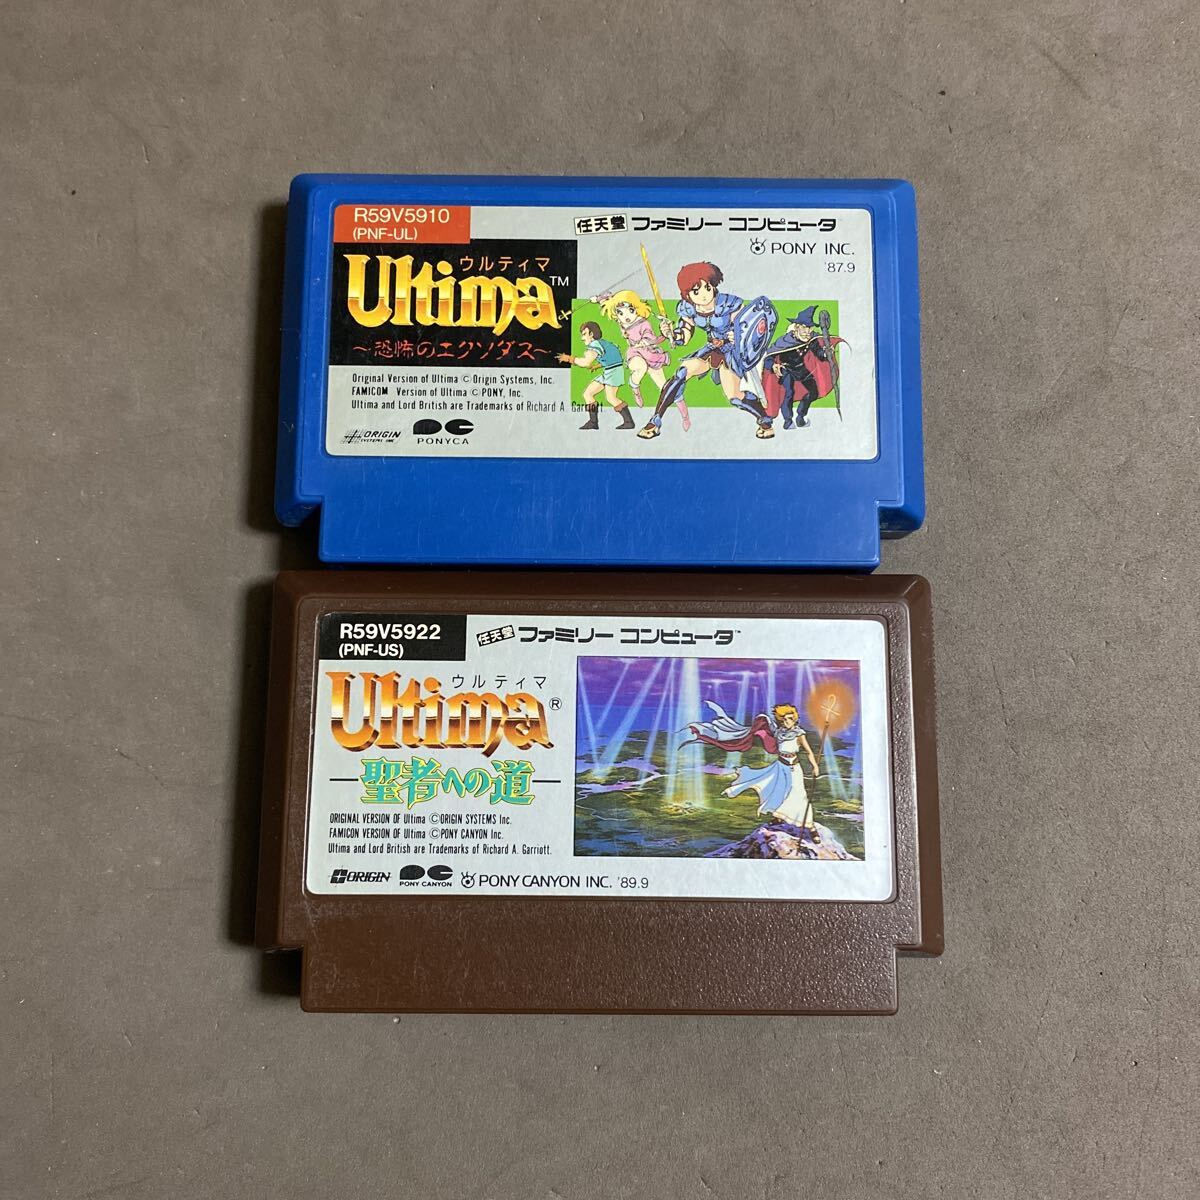 R59V5910
(PNF-UL)
任天堂 ファミリー コンピュータ
PONY INC.
'87.9
ウルティマ
Ultima™
～恐怖のエクソダス～
Original Version of Ultima © Origin Systems, Inc.
FAMICOM Version of Ultima © PONY, Inc.
Ultima and Lord British are Trademarks of Richard A. Garriott.
ORIGIN
SYSTEMS INC
PONYCA
R59V5922
(PNF-US)
任天堂 ファミリー コンピュータ™
ウルティマ
Ultima®
聖者への道
ORIGINAL VERSION OF Ultima ©ORIGIN SYSTEMS Inc.
FAMICON VERSION OF Ultima ©PONY CANYON Inc.
Ultima and Lord British are Trademarks of Richard A. Garriott.
ORIGIN
PONY CANYON
PONY CANYON INC. '89.9